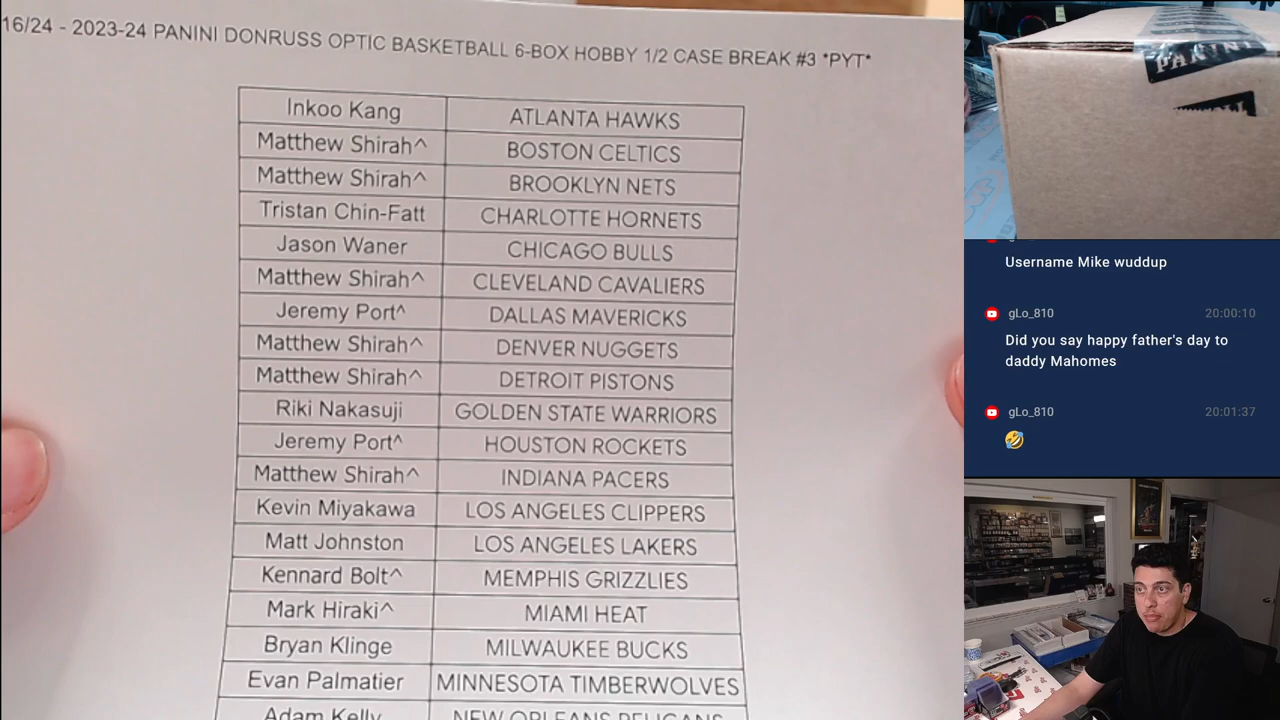 16/24 - 2023-24 PANINI DONRUSS OPTIC BASKETBALL 6-BOX HOBBY 1/2 CASE BREAK #3 *PYT*
Inkoo Kang ATLANTA HAWKS
Matthew Shirah^ BOSTON CELTICS
Matthew Shirah^ BROOKLYN NETS
Tristan Chin-Fatt CHARLOTTE HORNETS
Jason Waner CHICAGO BULLS
Matthew Shirah^ CLEVELAND CAVALIERS
Jeremy Port^ DALLAS MAVERICKS
Matthew Shirah^ DENVER NUGGETS
Matthew Shirah^ DETROIT PISTONS
Riki Nakasuji GOLDEN STATE WARRIORS
Jeremy Port^ HOUSTON ROCKETS
Matthew Shirah^ INDIANA PACERS
Kevin Miyakawa LOS ANGELES CLIPPERS
Matt Johnston LOS ANGELES LAKERS
Kennard Bolt^ MEMPHIS GRIZZLIES
Mark Hiraki^ MIAMI HEAT
Bryan Klinge MILWAUKEE BUCKS
Evan Palmatier MINNESOTA TIMBERWOLVES
Adam Kelly NEW ORLEANS PELICANS
PANINI
Username Mike wuddup
gLo_810 20:00:10
Did you say happy father's day to
daddy Mahomes
gLo_810 20:01:37
🤣